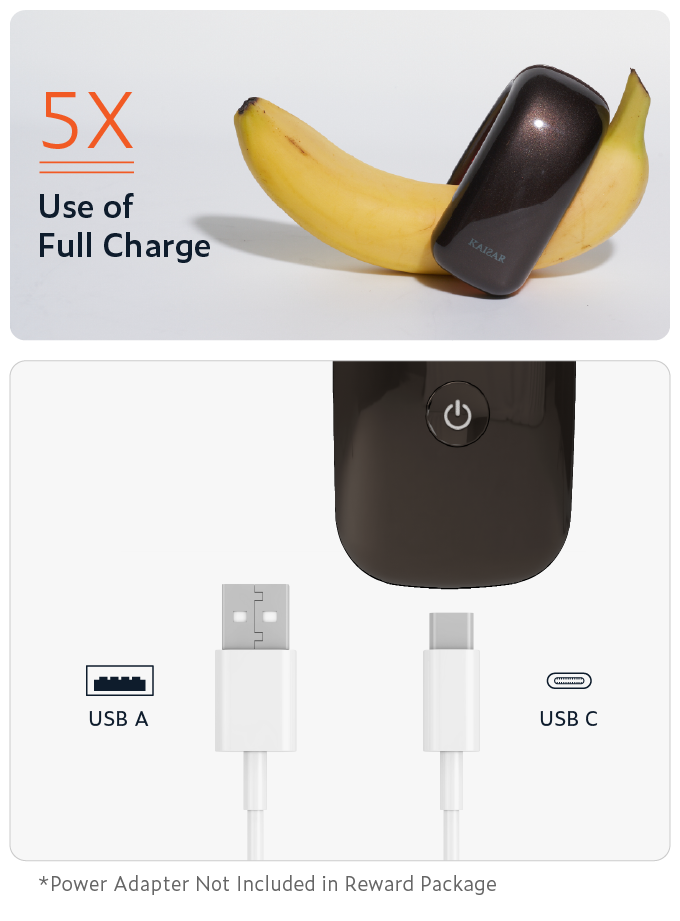 5X
Use of
Full Charge
KAIZAR
USB A
USB C
*Power Adapter Not Included in Reward Package